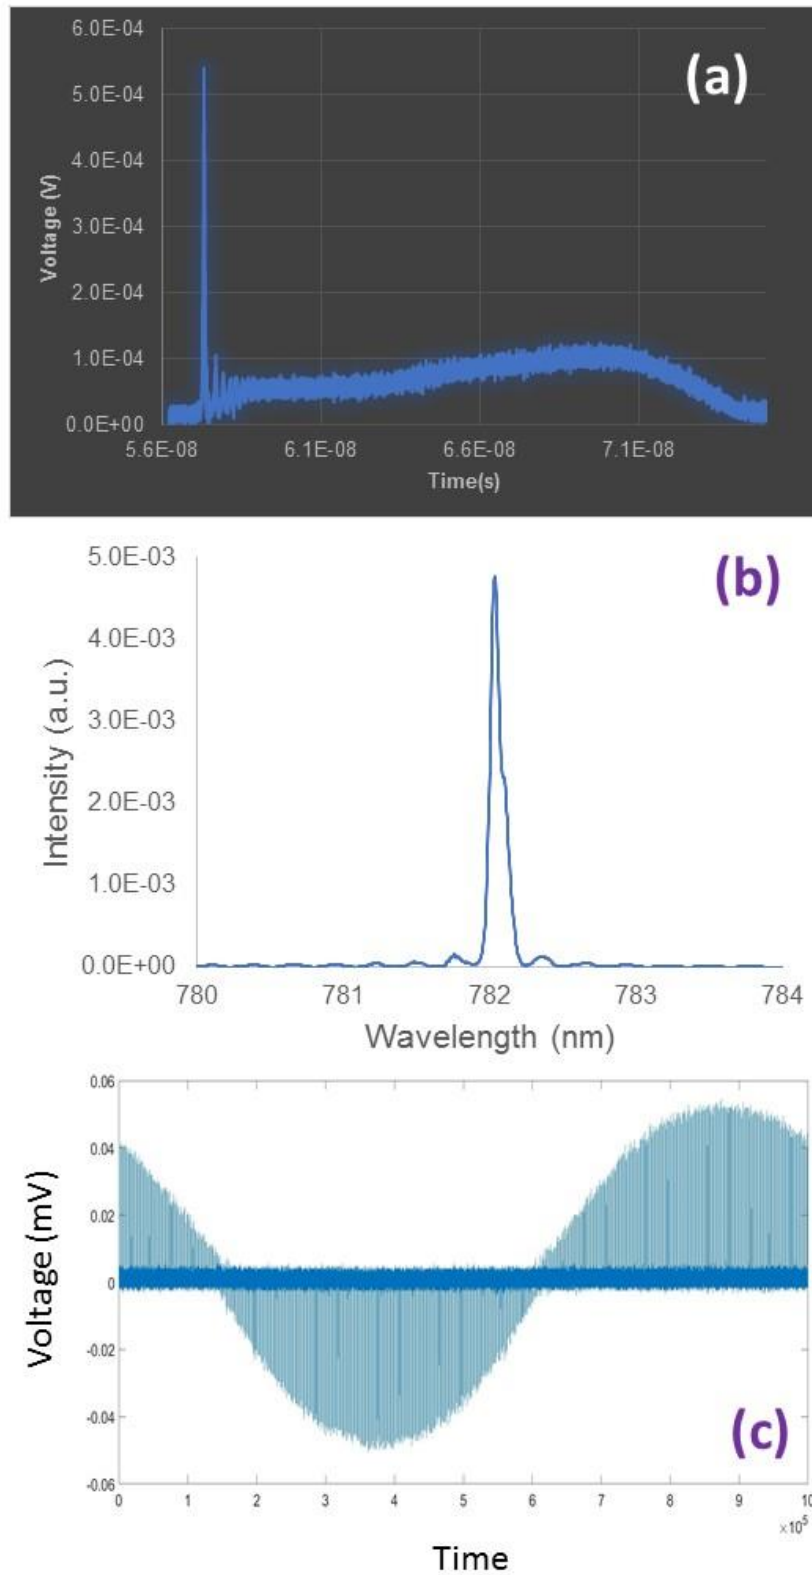 6.0E-04
(a)
5.0E-04
4.0E-04
3.0E-04
2.0E-04
1.0E-04
0.0E+00
Voltage (V)
5.6E-08 6.1E-08 6.6E-08 7.1E-08
Time(s)
5.0E-03
(b)
4.0E-03
3.0E-03
2.0E-03
1.0E-03
0.0E+00
Intensity (a.u.)
780 781 782 783 784
Wavelength (nm)
0.06
0.04
0.02
0
-0.02
-0.04
-0.06
Voltage (mV)
(c)
0 1 2 3 4 5 6 7 8 9 10
×10⁵
Time